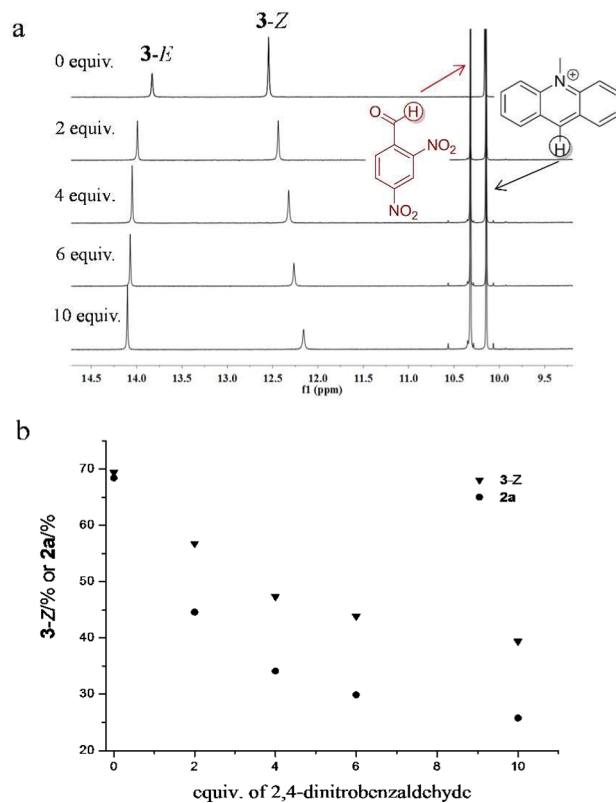 a
3-E
3-Z
0 equiv.
2 equiv.
4 equiv.
6 equiv.
10 equiv.
O
H
NO₂
NO₂
N
+
H
14.5 14.0 13.5 13.0 12.5 12.0 11.5 11.0 10.5 10.0 9.5
f1 (ppm)
b
3-Z/% or 2a/%
70
60
50
40
30
20
3-Z
2a
0 2 4 6 8 10
equiv. of 2,4-dinitrobenzaldehyde